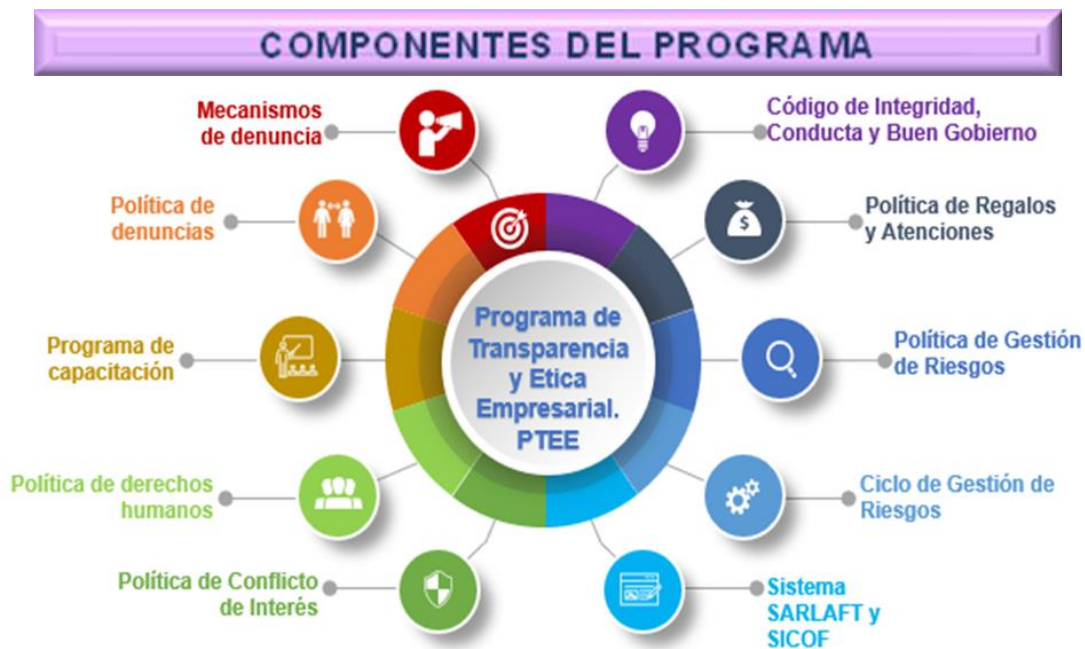 COMPONENTES DEL PROGRAMA
Mecanismos
de denuncia
Código de Integridad,
Conducta y Buen Gobierno
Política de
denuncias
Política de Regalos
y Atenciones
Programa de
capacitación
Programa de
Transparencia
y Etica
Empresarial.
PTEE
Política de Gestión
de Riesgos
Política de derechos
humanos
Ciclo de Gestión de
Riesgos
Política de Conflicto
de Interés
Sistema
SARLAFT y
SICOF
$